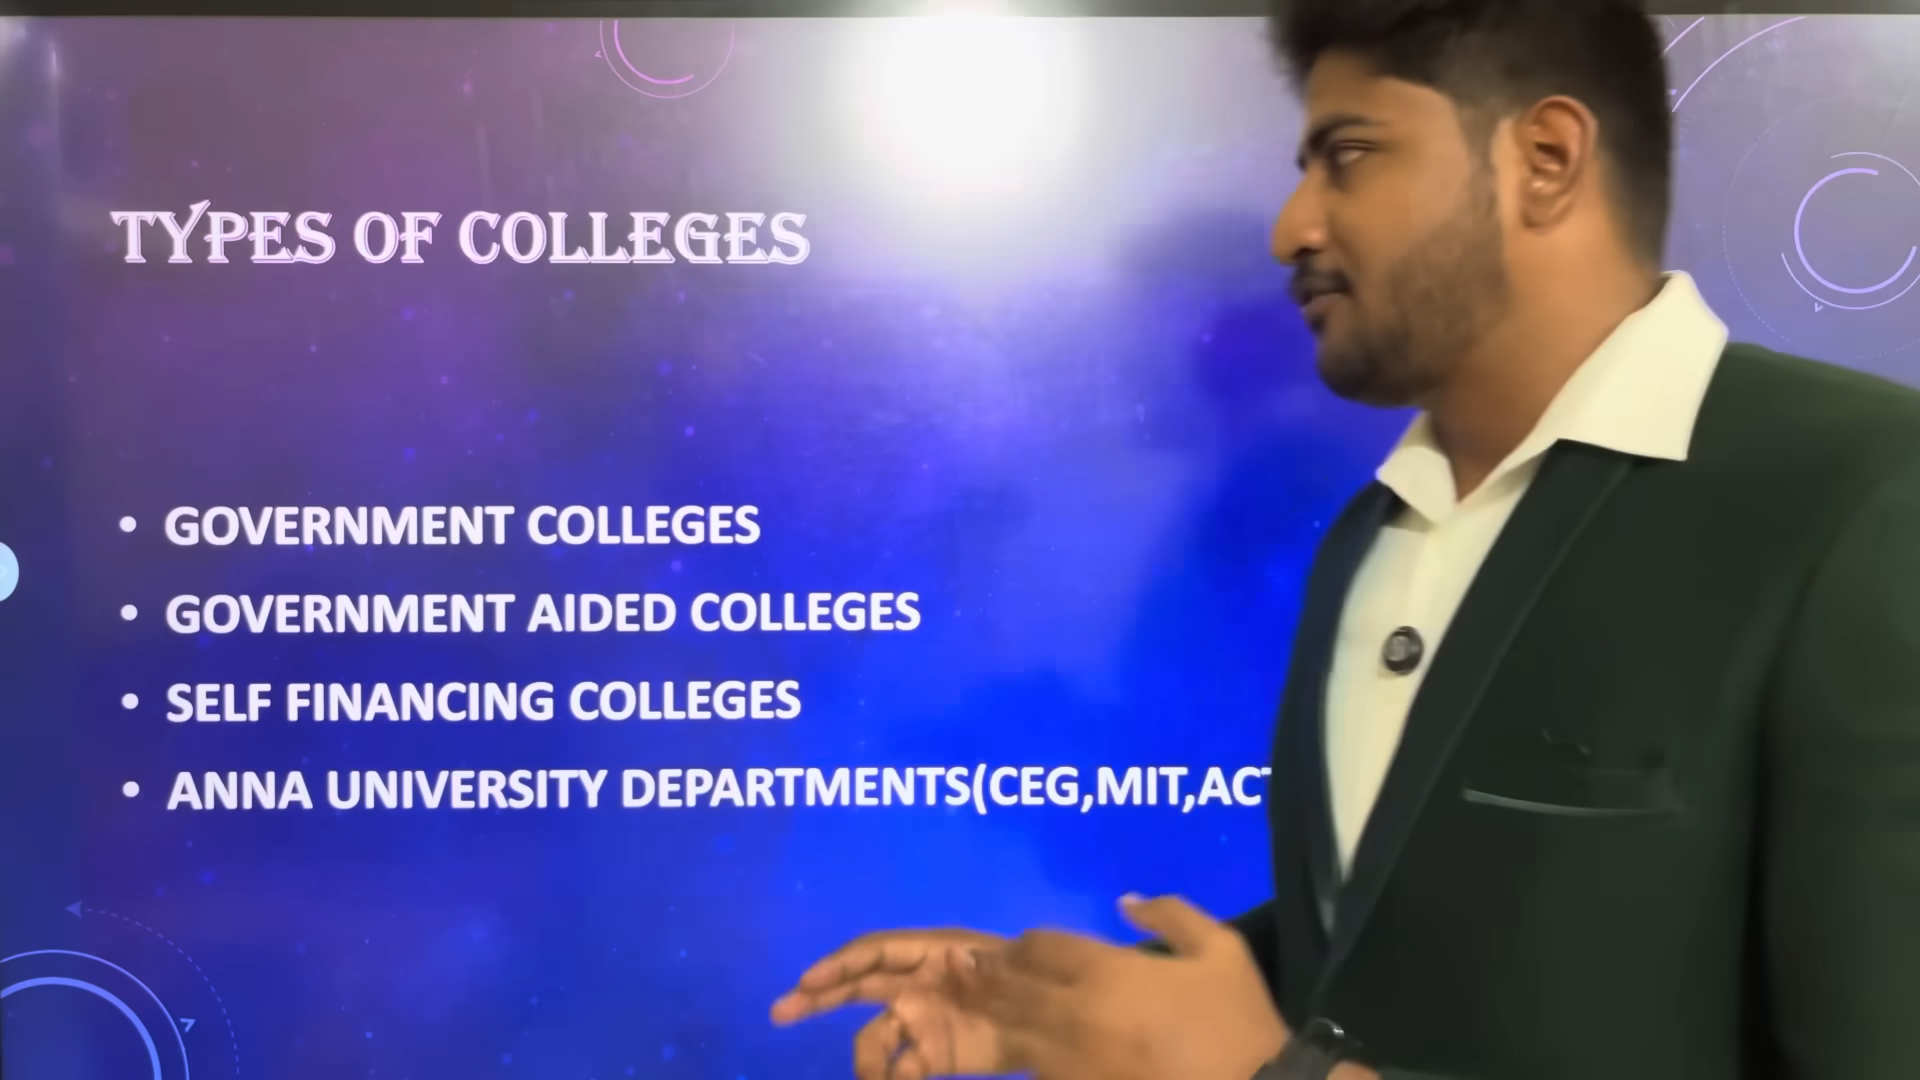 TYPES OF COLLEGES
• GOVERNMENT COLLEGES
• GOVERNMENT AIDED COLLEGES
• SELF FINANCING COLLEGES
• ANNA UNIVERSITY DEPARTMENTS(CEG,MIT,AC